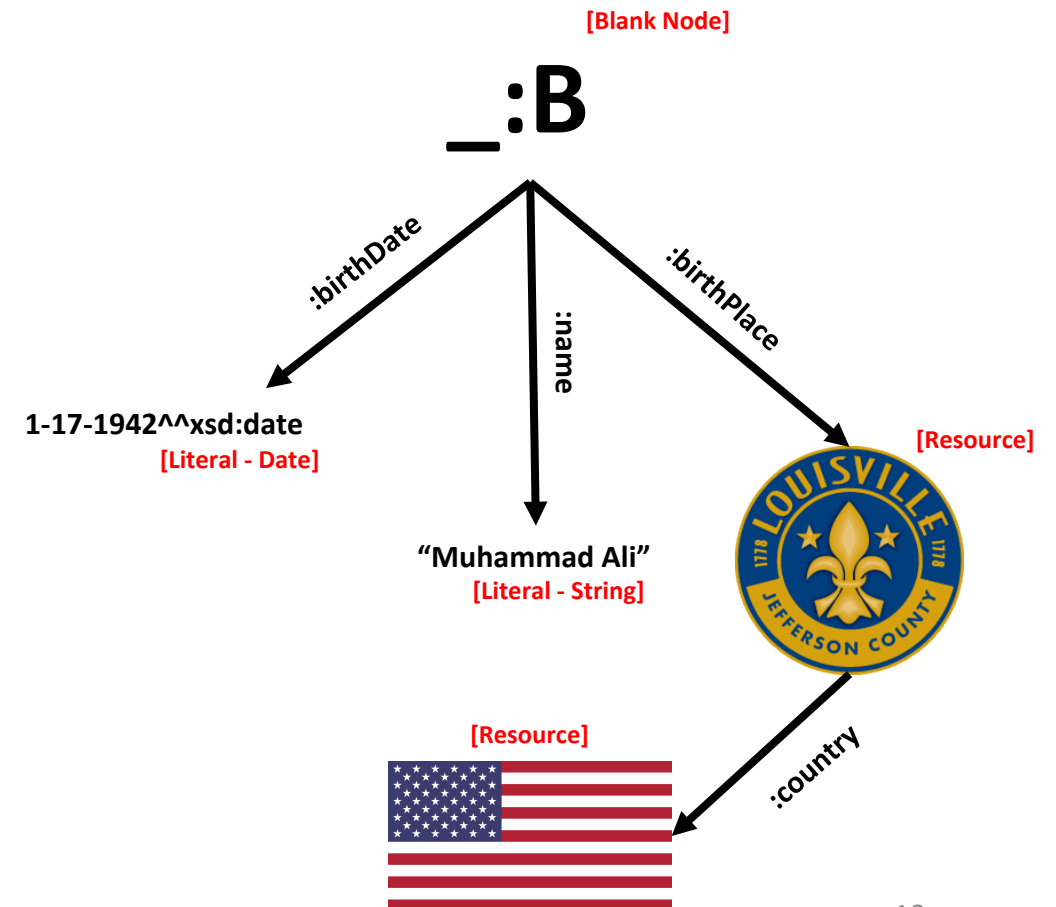 [Blank Node]
_:B
:birthDate
:name
:birthPlace
1-17-1942^^xsd:date
[Literal - Date]
[Resource]
LOUISVILLE
1778
1778
JEFFERSON COUNTY
“Muhammad Ali”
[Literal - String]
[Resource]
:country